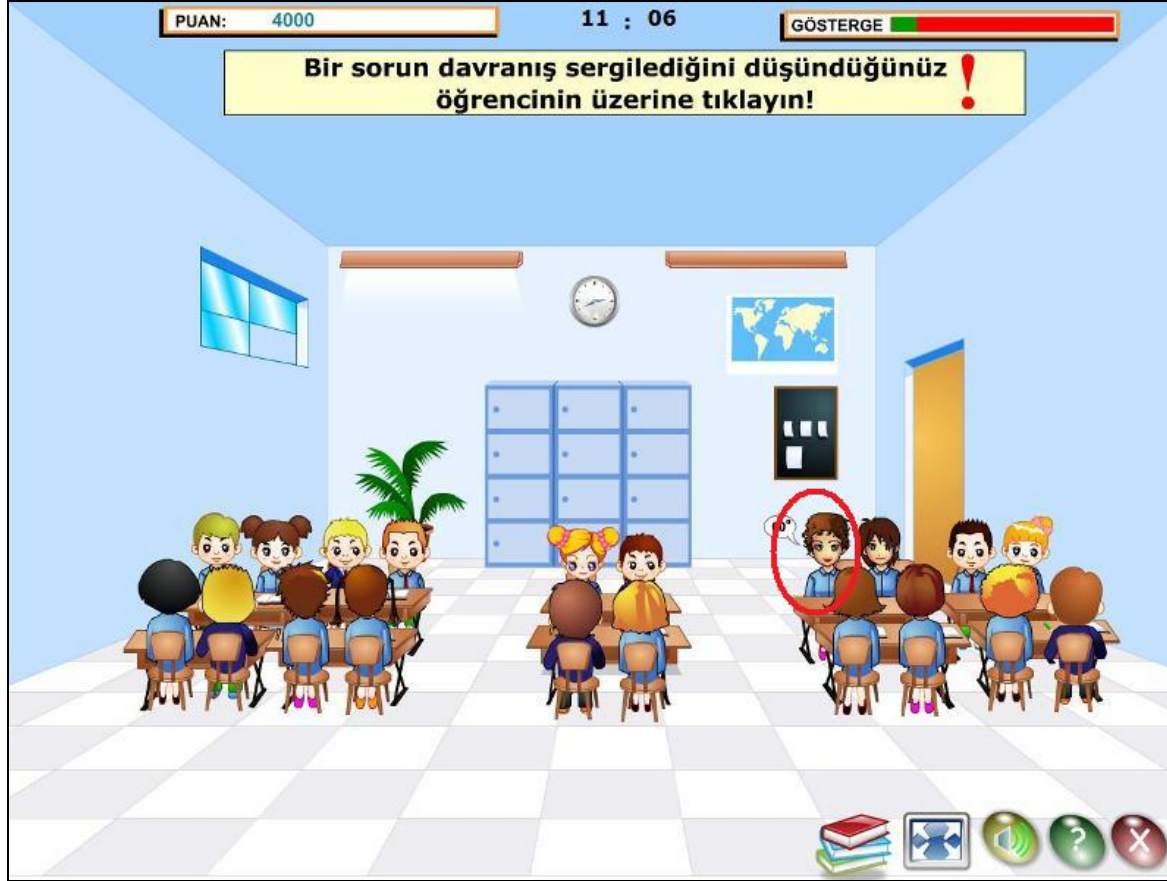 PUAN: 4000
11 : 06
GÖSTERGE
Bir sorun davranış sergilediğini düşündüğünüz
öğrencinin üzerine tıklayın!
?
X